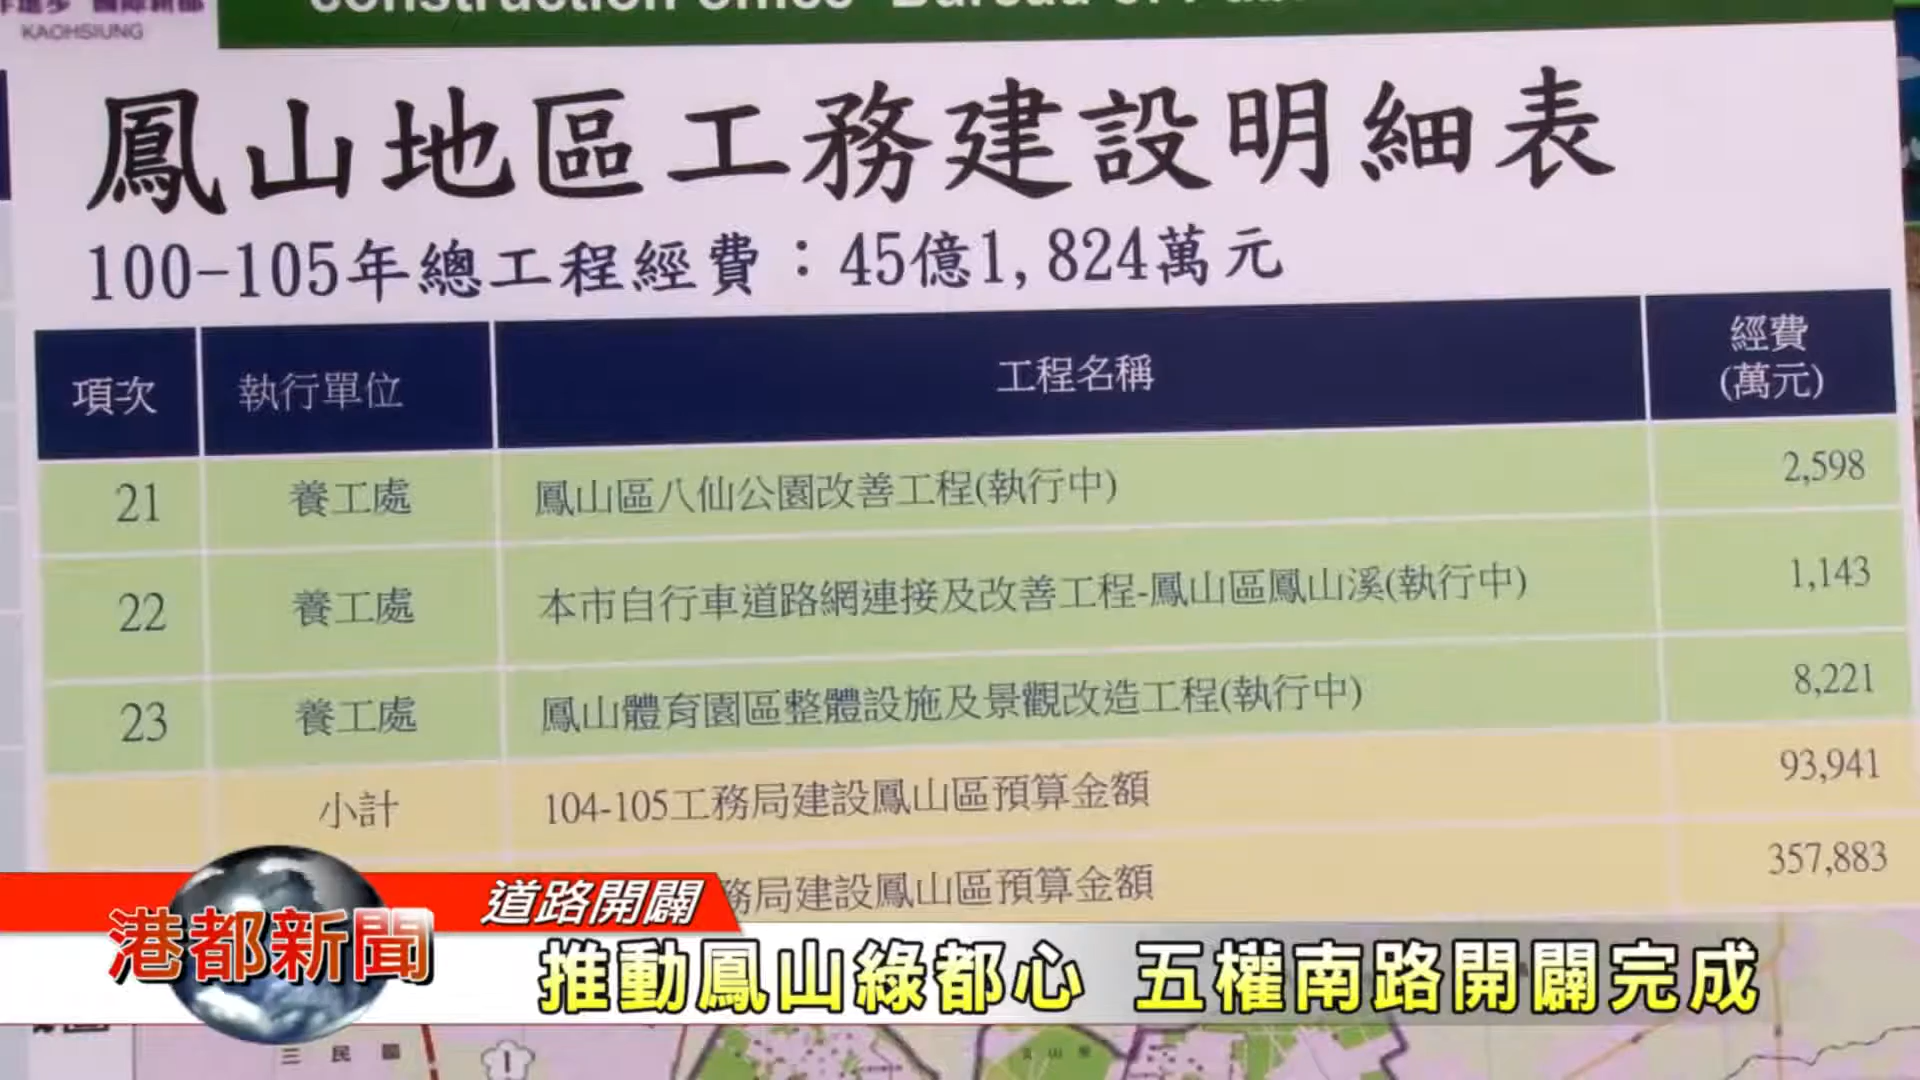 KAOHSIUNG
鳳山地區工務建設明細表
100-105年總工程經費：45億1,824萬元
項次 執行單位 工程名稱 經費(萬元)
21 養工處 鳳山區八仙公園改善工程(執行中) 2,598
22 養工處 本市自行車道路網連接及改善工程-鳳山區鳳山溪(執行中) 1,143
23 養工處 鳳山體育園區整體設施及景觀改造工程(執行中) 8,221
小計 104-105工務局建設鳳山區預算金額 93,941
務局建設鳳山區預算金額 357,883
道路開闢
港都新聞
推動鳳山綠都心 五權南路開闢完成
三民區
1